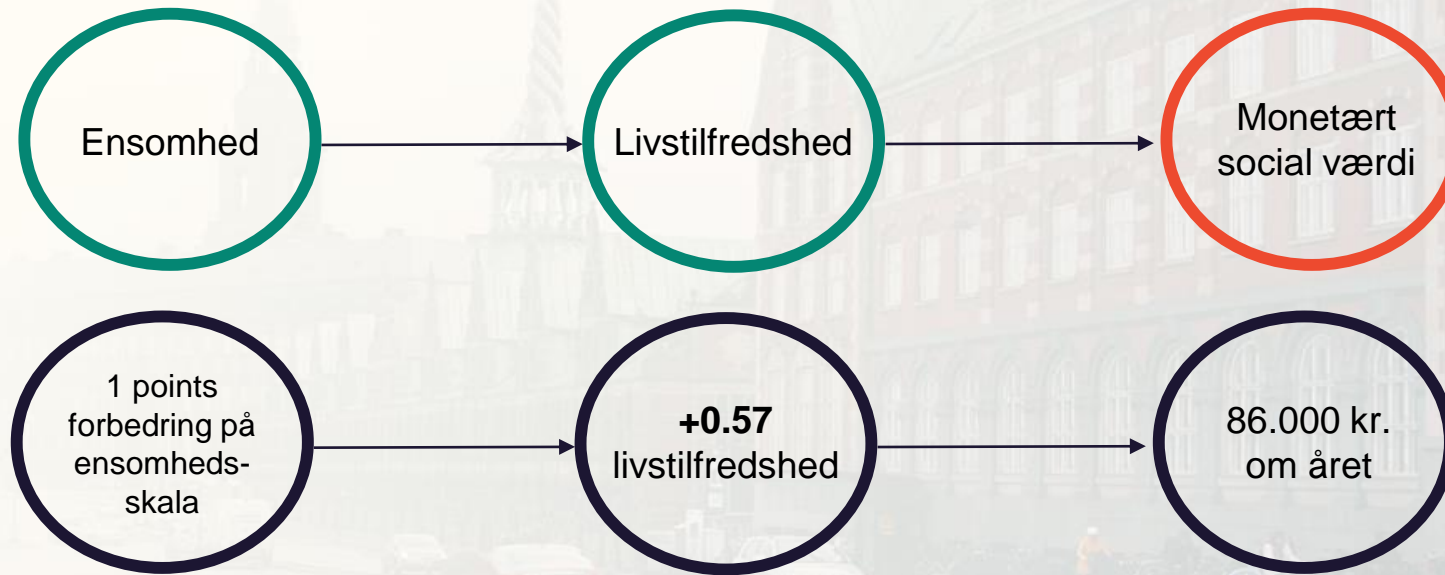 Ensomhed
Livstilfredshed
Monetært
social værdi
1 points
forbedring på
ensomheds-
skala
+0.57
livstilfredshed
86.000 kr.
om året